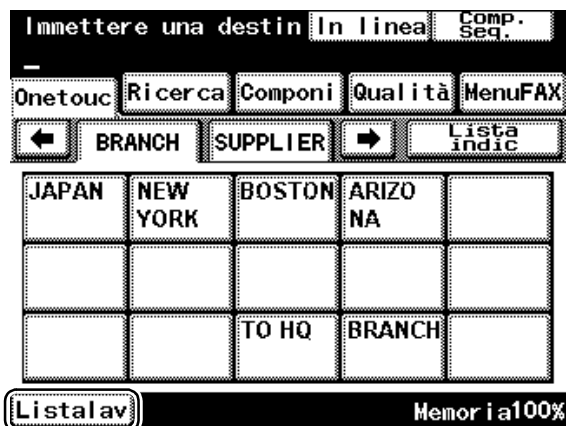 Immettere una destin In linea Comp. Seq.
Onetouc Ricerca Componi Qualità MenuFAX
BRANCH SUPPLIER Lista indic
JAPAN NEW YORK BOSTON ARIZO NA
TO HQ BRANCH
Listalav Memoria100%